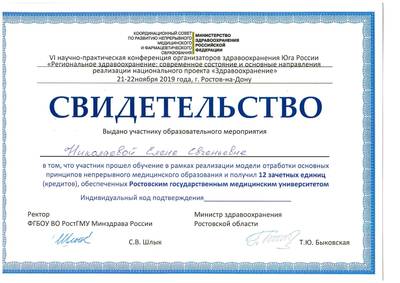 КООРДИНАЦИОННЫЙ СОВЕТ
ПО РАЗВИТИЮ НЕПРЕРЫВНОГО
МЕДИЦИНСКОГО
И ФАРМАЦЕВТИЧЕСКОГО
ОБРАЗОВАНИЯ
МИНИСТЕРСТВО
ЗДРАВООХРАНЕНИЯ
РОССИЙСКОЙ
ФЕДЕРАЦИИ
VI научно-практическая конференция организаторов здравоохранения Юга России
«Региональное здравоохранение: современное состояние и основные направления
реализации национального проекта «Здравоохранение»
21-22ноября 2019 года, г. Ростов-на-Дону
СВИДЕТЕЛЬСТВО
Выдано участнику образовательного мероприятия
Николаевой Елене Евгеньевне
в том, что участник прошел обучение в рамках реализации модели отработки основных
принципов непрерывного медицинского образования и получил 12 зачетных единиц
(кредитов), обеспеченных Ростовским государственным медицинским университетом
Индивидуальный код подтверждения
Ректор
ФГБОУ ВО РостГМУ Минздрава России
Министр здравоохранения
Ростовской области
С.В. Шлык
Т.Ю. Быковская